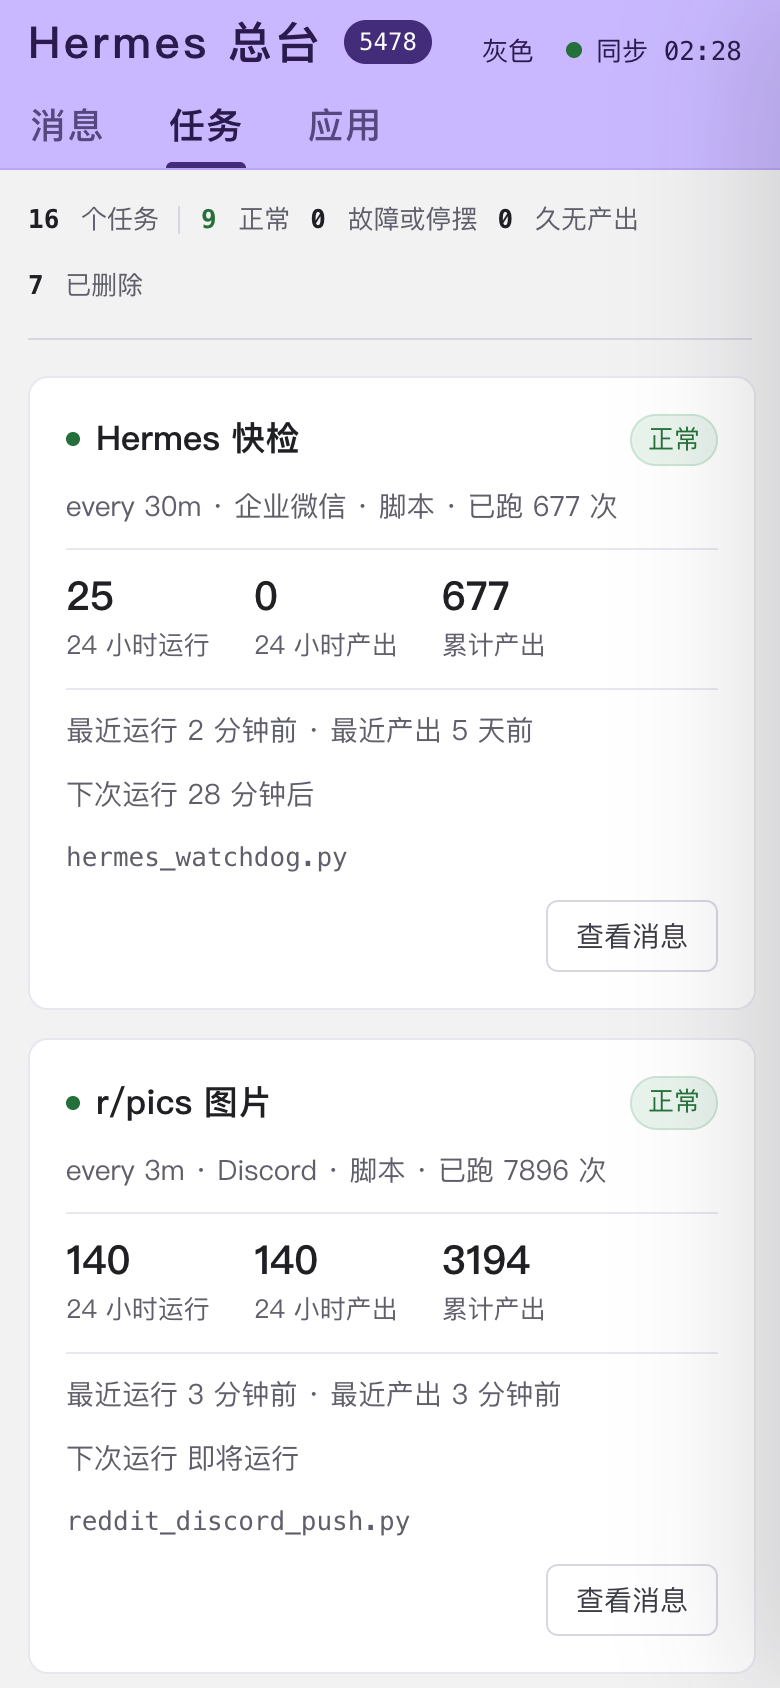 Hermes 总台 5478 灰色 同步 02:28
消息 任务 应用
16 个任务 9 正常 0 故障或停摆 0 久无产出
7 已删除
Hermes 快检 正常
every 30m · 企业微信 · 脚本 · 已跑 677 次
25 0 677
24 小时运行 24 小时产出 累计产出
最近运行 2 分钟前 · 最近产出 5 天前
下次运行 28 分钟后
hermes_watchdog.py
查看消息
r/pics 图片 正常
every 3m · Discord · 脚本 · 已跑 7896 次
140 140 3194
24 小时运行 24 小时产出 累计产出
最近运行 3 分钟前 · 最近产出 3 分钟前
下次运行 即将运行
reddit_discord_push.py
查看消息